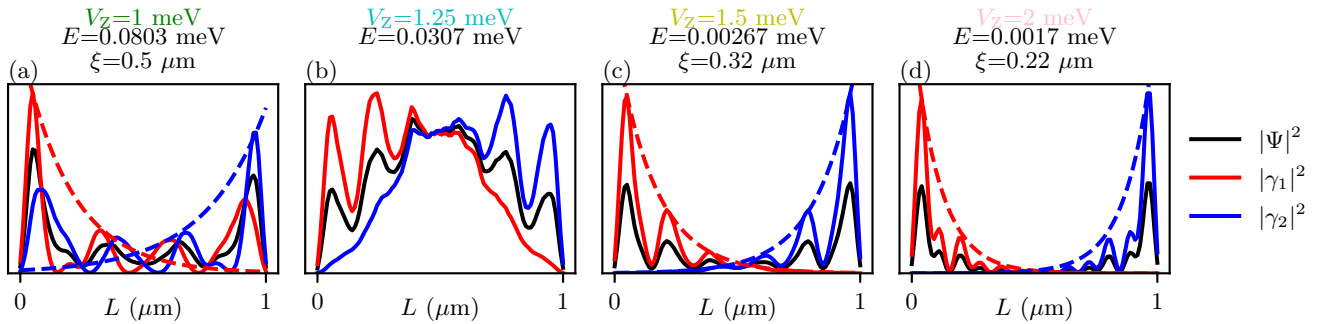 V_Z=1 meV
E=0.0803 meV
ξ=0.5 μm
(a)
0
1
L (μm)
V_Z=1.25 meV
E=0.0307 meV
(b)
0
1
L (μm)
V_Z=1.5 meV
E=0.00267 meV
ξ=0.32 μm
(c)
0
1
L (μm)
V_Z=2 meV
E=0.0017 meV
ξ=0.22 μm
(d)
0
1
L (μm)
|Ψ|²
|γ₁|²
|γ₂|²